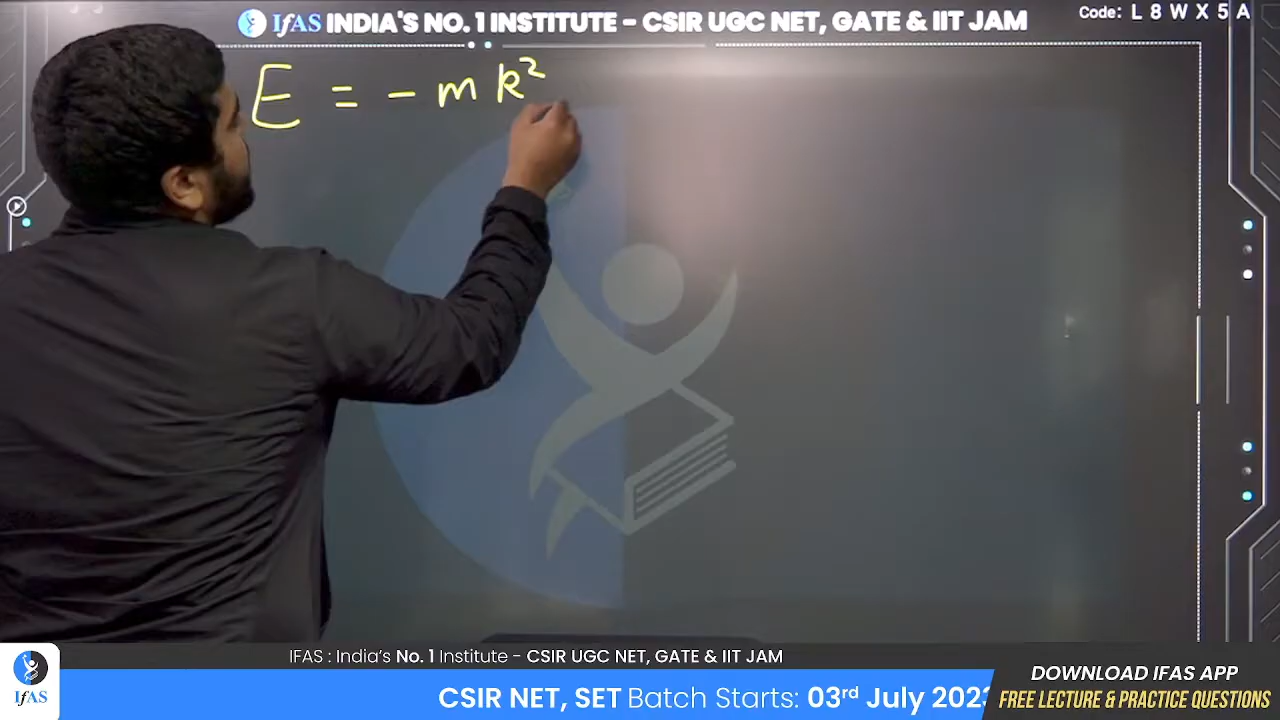 IfAS INDIA'S NO. 1 INSTITUTE - CSIR UGC NET, GATE & IIT JAM
Code: L 8 W X 5 A
E = - m k²
IFAS : India's No. 1 Institute - CSIR UGC NET, GATE & IIT JAM
IfAS
CSIR NET, SET Batch Starts: 03rd July 2023
DOWNLOAD IFAS APP
FREE LECTURE & PRACTICE QUESTIONS